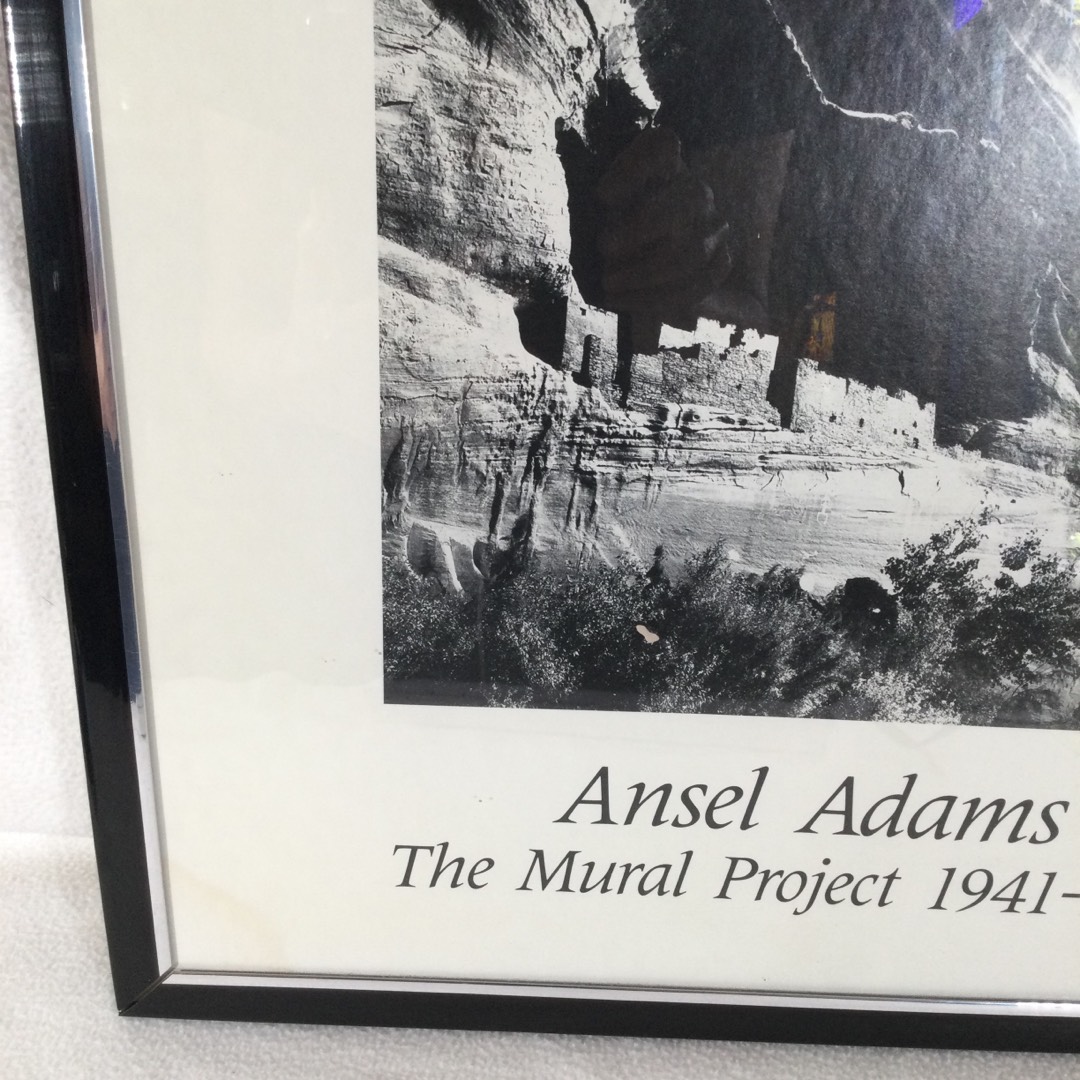 Ansel Adams
The Mural Project 1941-